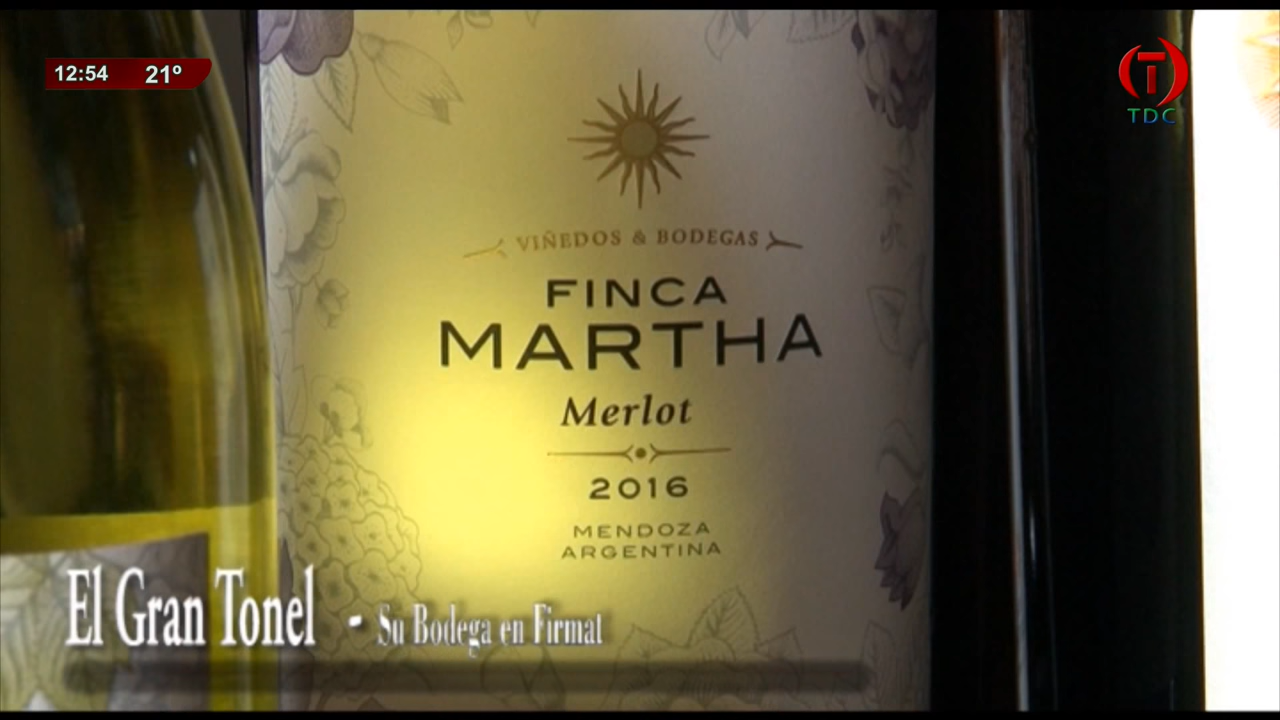 12:54 21º
T
TDC
VIÑEDOS & BODEGAS
FINCA
MARTHA
Merlot
2016
MENDOZA
ARGENTINA
El Gran Tonel - Su Bodega en Firmat